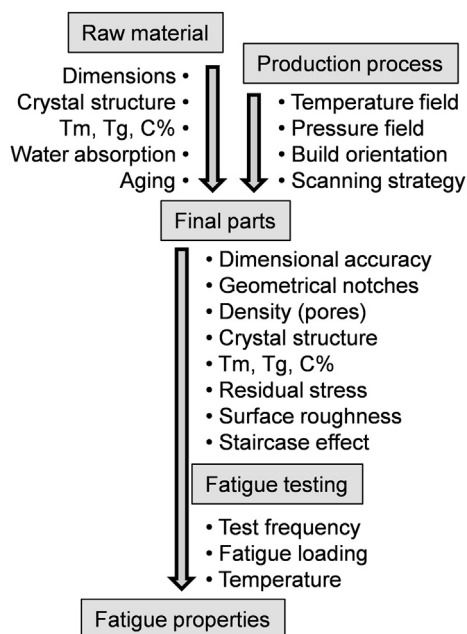 Raw material
Dimensions •
Crystal structure •
Tm, Tg, C% •
Water absorption •
Aging •
Production process
• Temperature field
• Pressure field
• Build orientation
• Scanning strategy
Final parts
• Dimensional accuracy
• Geometrical notches
• Density (pores)
• Crystal structure
• Tm, Tg, C%
• Residual stress
• Surface roughness
• Staircase effect
Fatigue testing
• Test frequency
• Fatigue loading
• Temperature
Fatigue properties